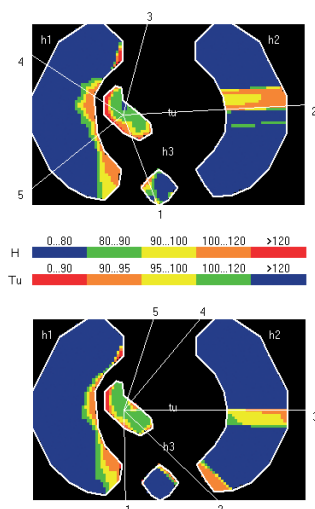 3
h1 h2
4
tu 2
h3
5
1
0...80 80...90 90...100 100...120 >120
H
0...90 90...95 95...100 100...120 >120
Tu
5 4
h1 h2
tu 3
h3
1 2